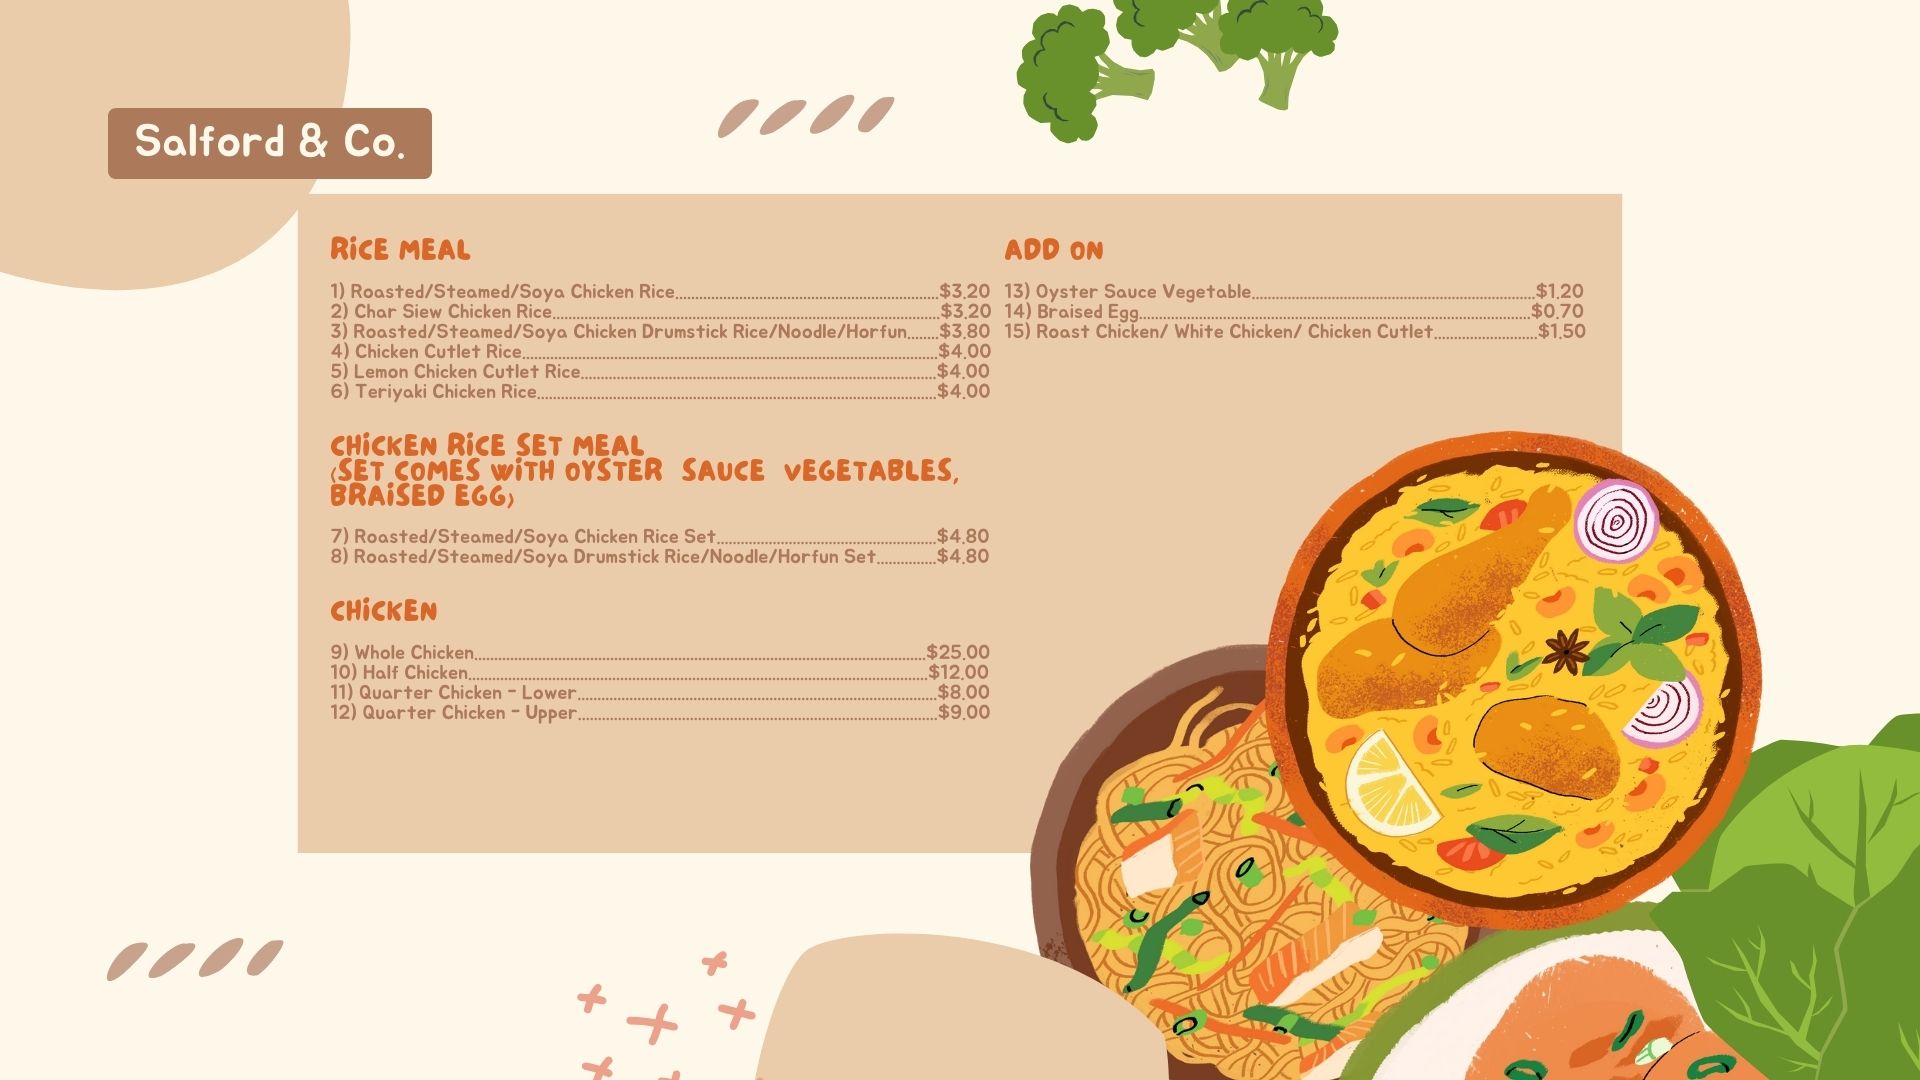 Salford & Co.
RICE MEAL
1) Roasted/Steamed/Soya Chicken Rice $3.20
2) Char Siew Chicken Rice $3.20
3) Roasted/Steamed/Soya Chicken Drumstick Rice/Noodle/Horfun $3.80
4) Chicken Cutlet Rice $4.00
5) Lemon Chicken Cutlet Rice $4.00
6) Teriyaki Chicken Rice $4.00
CHICKEN RICE SET MEAL
(SET COMES WITH OYSTER SAUCE VEGETABLES,
BRAISED EGG)
7) Roasted/Steamed/Soya Chicken Rice Set $4.80
8) Roasted/Steamed/Soya Drumstick Rice/Noodle/Horfun Set $4.80
CHICKEN
9) Whole Chicken $25.00
10) Half Chicken $12.00
11) Quarter Chicken - Lower $8.00
12) Quarter Chicken - Upper $9.00
ADD ON
13) Oyster Sauce Vegetable $1.20
14) Braised Egg $0.70
15) Roast Chicken/ White Chicken/ Chicken Cutlet $1.50